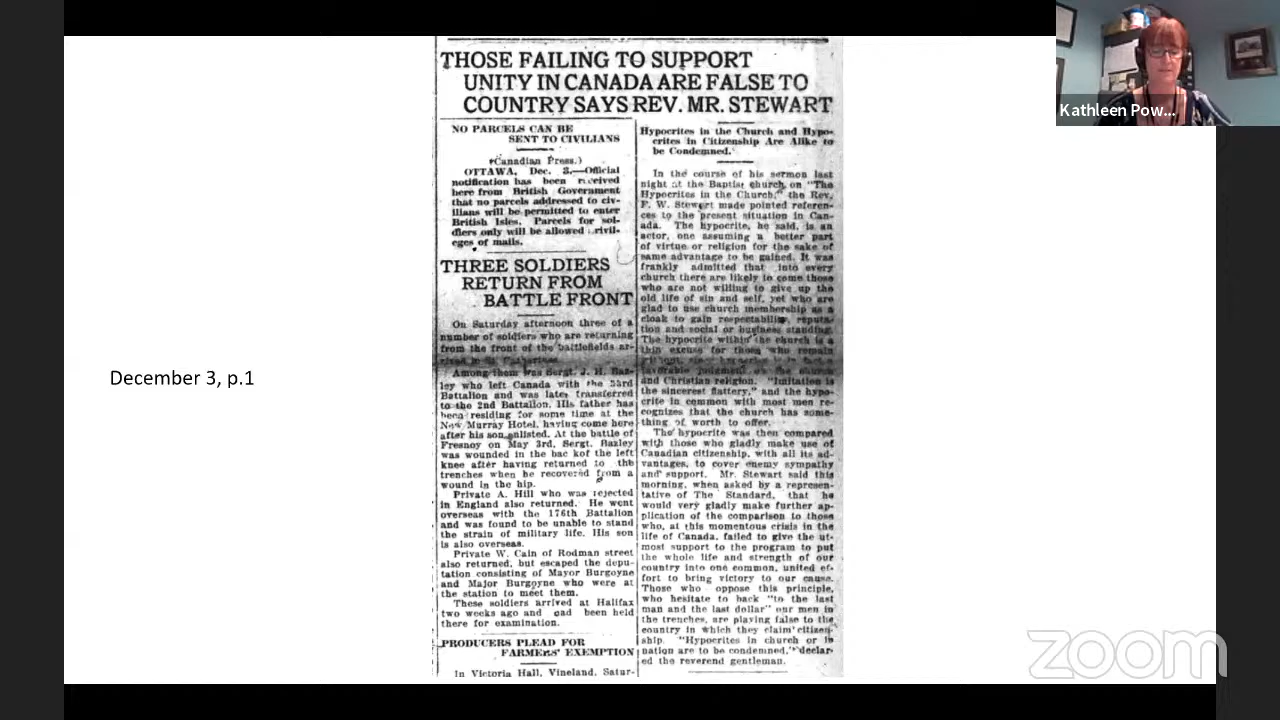 THOSE FAILING TO SUPPORT
UNITY IN CANADA ARE FALSE TO
COUNTRY SAYS REV. MR. STEWART
NO PARCELS CAN BE
SENT TO CIVILIANS
(Canadian Press.)
OTTAWA, Dec. 3.—Official
notification has been received
here from British Government
that no parcels addressed to civ-
ilians will be permitted to enter
British Isles. Parcels for sol-
diers only will be allowed privil-
eges of mails.
THREE SOLDIERS
RETURN FROM
BATTLE FRONT
On Saturday afternoon three of a
number of soldiers who are returning
from the front of the battlefields ar-
rived in St. Catharines.
Among them was Sergt. J. H. Baz-
ley who left Canada with the 33rd
Battalion and was later transferred
to the 2nd Battalion. His father has
been residing for some time at the
New Murray Hotel, having come here
after his son enlisted. At the battle of
Fresnoy on May 3rd, Sergt. Bazley
was wounded in the bac kof the left
knee after having returned to the
trenches when he recovered from a
wound in the hip.
Private A. Hill who was rejected
in England also returned. He went
overseas with the 176th Battalion
and was found to be unable to stand
the strain of military life. His son
is also overseas.
Private W. Cain of Rodman street
also returned, but escaped the depu-
tation consisting of Mayor Burgoyne
and Major Burgoyne who were at
the station to meet them.
These soldiers arrived at Halifax
two weeks ago and had been held
there for examination.
PRODUCERS PLEAD FOR
FARMERS' EXEMPTION
In Victoria Hall, Vineland, Satur-
Hypocrites in the Church and Hypo-
crites in Citizenship Are Alike to
be Condemned.
In the course of his sermon last
night at the Baptist church on "The
Hypocrites in the Church," the Rev.
F. W. Stewart made pointed referen-
ces to the present situation in Can-
ada. The hypocrite, he said, is an
actor, one assuming a better part
of virtue or religion for the sake of
same advantage to be gained. It was
frankly admitted that into every
church there are likely to come those
who are not willing to give up the
old life of sin and self, yet who are
glad to use church membership as a
cloak to gain respectability, reputa-
tion and social or business standing.
The hypocrite within the church is a
thin excuse for those who remain
favorable judgment on the church
and Christian religion. "Imitation is
the sincerest flattery," and the hypo-
crite in common with most men re-
cognizes that the church has some-
thing of worth to offer.
The hypocrite was then compared
with those who gladly make use of
Canadian citizenship, with all its ad-
vantages, to cover enemy sympathy
and support. Mr. Stewart said this
morning, when asked by a represen-
tative of The Standard, that he
would very gladly make further ap-
plication of the comparison to those
who, at this momentous crisis in the
life of Canada, failed to give the ut-
most support to the program to put
the whole life and strength of our
country into one common, united ef-
fort to bring victory to our cause.
Those who oppose this principle,
who hesitate to back "to the last
man and the last dollar" our men in
the trenches, are playing false to the
country in which they claim citizen-
ship. "Hypocrites in church or in
nation are to be condemned," declar-
ed the reverend gentleman.
December 3, p.1
Kathleen Pow...
zoom